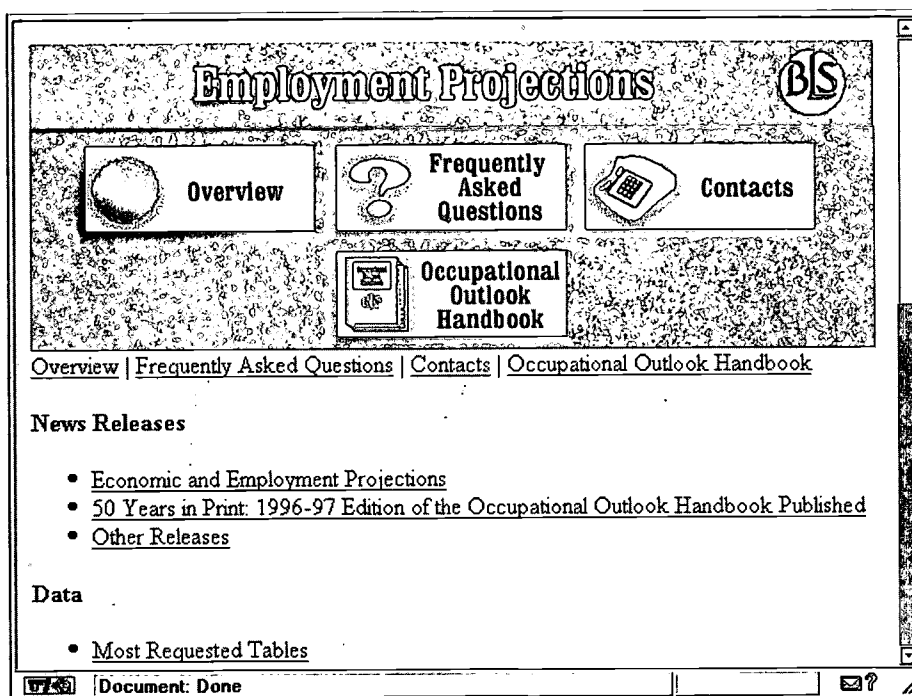 Employment Projections
BLS
Overview
Frequently
Asked
Questions
Contacts
Occupational
Outlook
Handbook
Overview | Frequently Asked Questions | Contacts | Occupational Outlook Handbook
News Releases
• Economic and Employment Projections
• 50 Years in Print: 1996-97 Edition of the Occupational Outlook Handbook Published
• Other Releases
Data
• Most Requested Tables
Document: Done
?